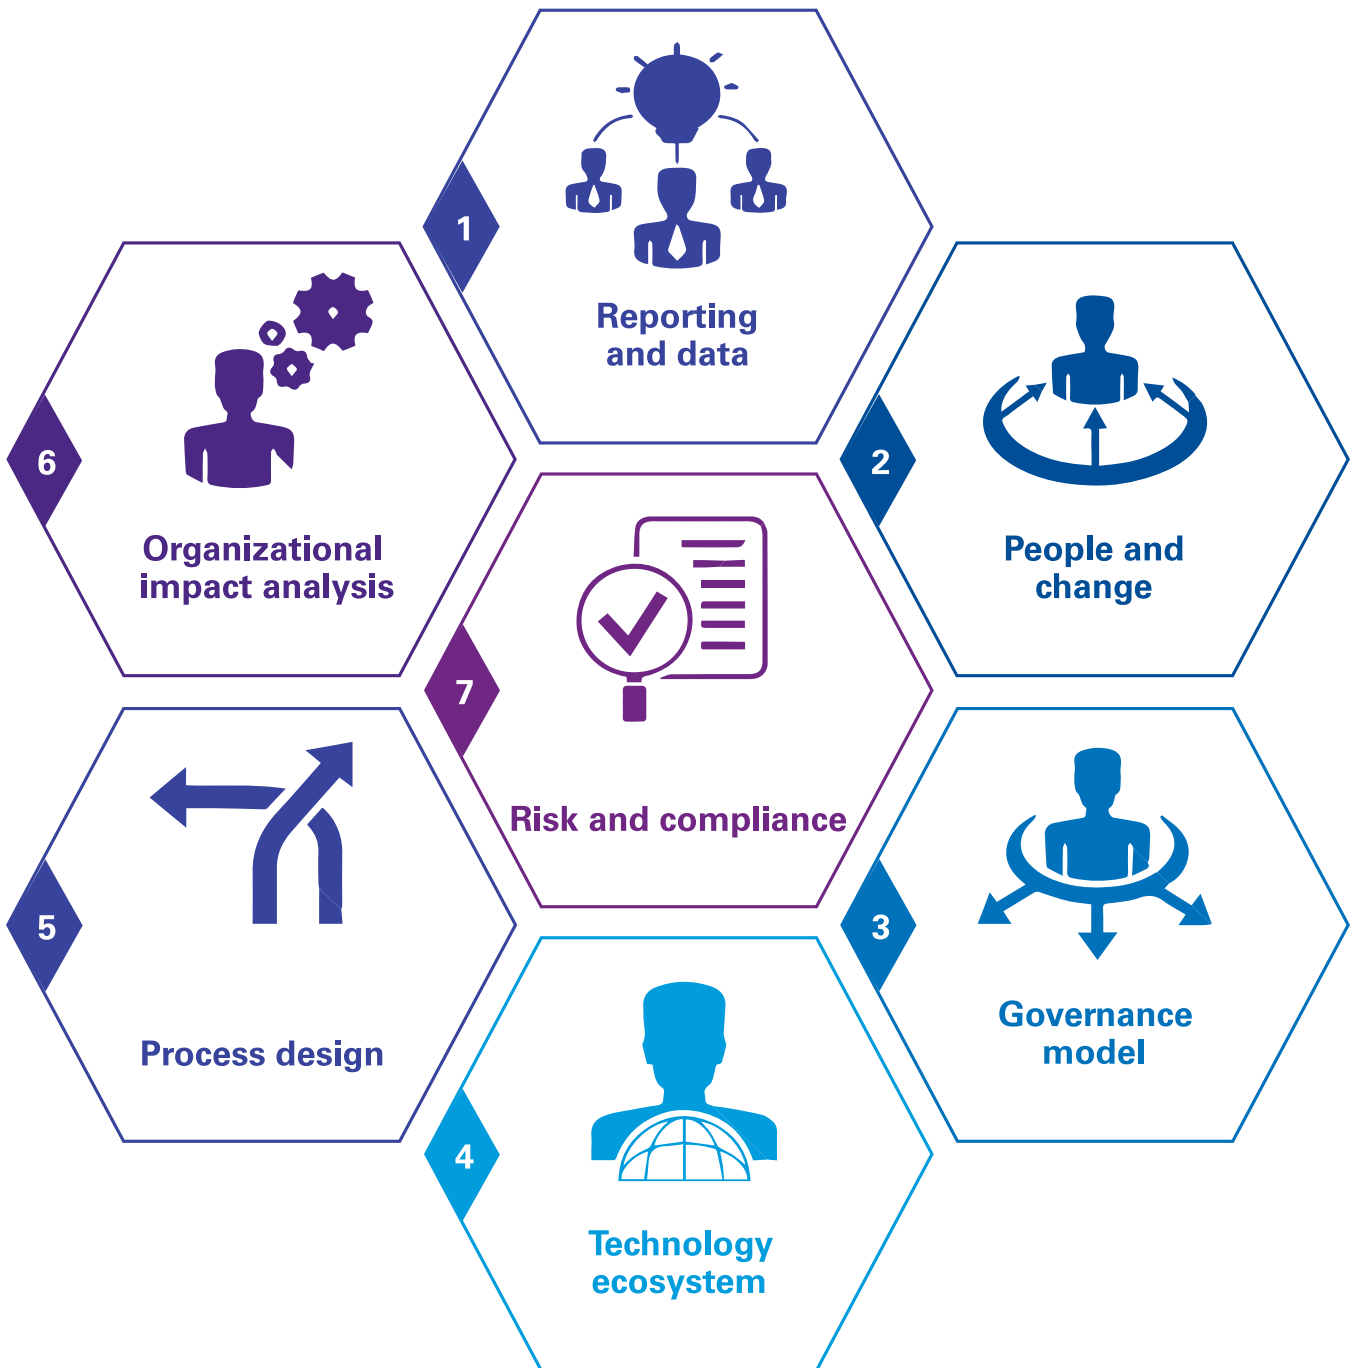 1
Reporting
and data
2
People and
change
3
Governance
model
4
Technology
ecosystem
5
Process design
6
Organizational
impact analysis
7
Risk and compliance